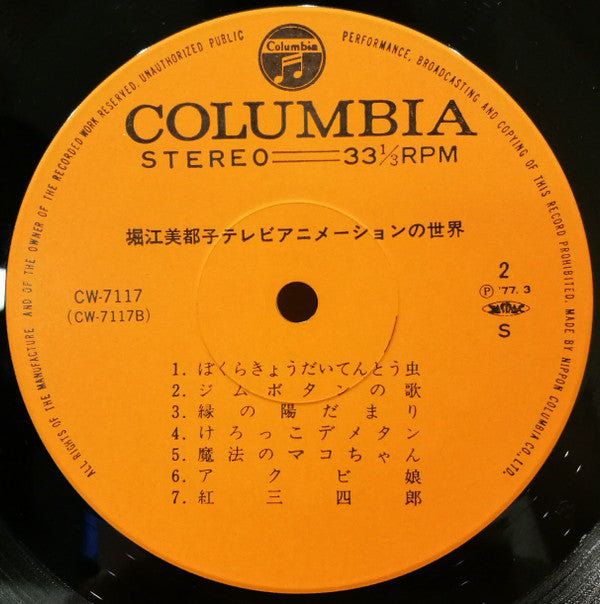 ALL RIGHTS OF THE MANUFACTURE AND OF THE OWNER OF THE RECORDED WORK RESERVED. UNAUTHORIZED PUBLIC PERFORMANCE, BROADCASTING AND COPYING OF THIS RECORD PROHIBITED. MADE BY NIPPON COLUMBIA CO., LTD.
Columbia
COLUMBIA
STEREO 33 1/3 RPM
堀江美都子テレビアニメーションの世界
CW-7117
(CW-7117B)
2
Ⓟ '77. 3
JASRAC
S
1. ぼくらきょうだいてんとう虫
2. ジムボタンの歌
3. 縁の陽だまり
4. けろっこデメタン
5. 魔法のマコちゃん
6. アクビ娘
7. 紅三四郎